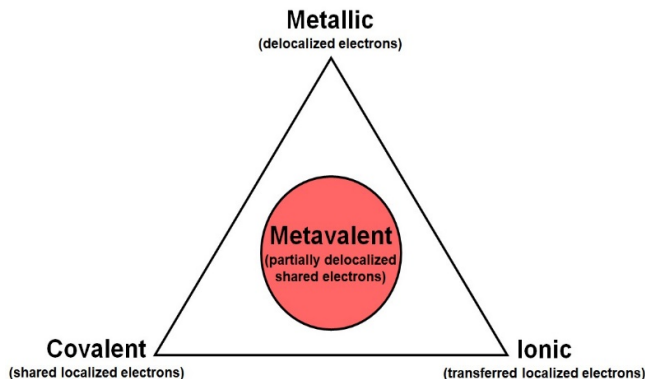 Metallic
(delocalized electrons)
Metavalent
(partially delocalized
shared electrons)
Covalent
(shared localized electrons)
Ionic
(transferred localized electrons)